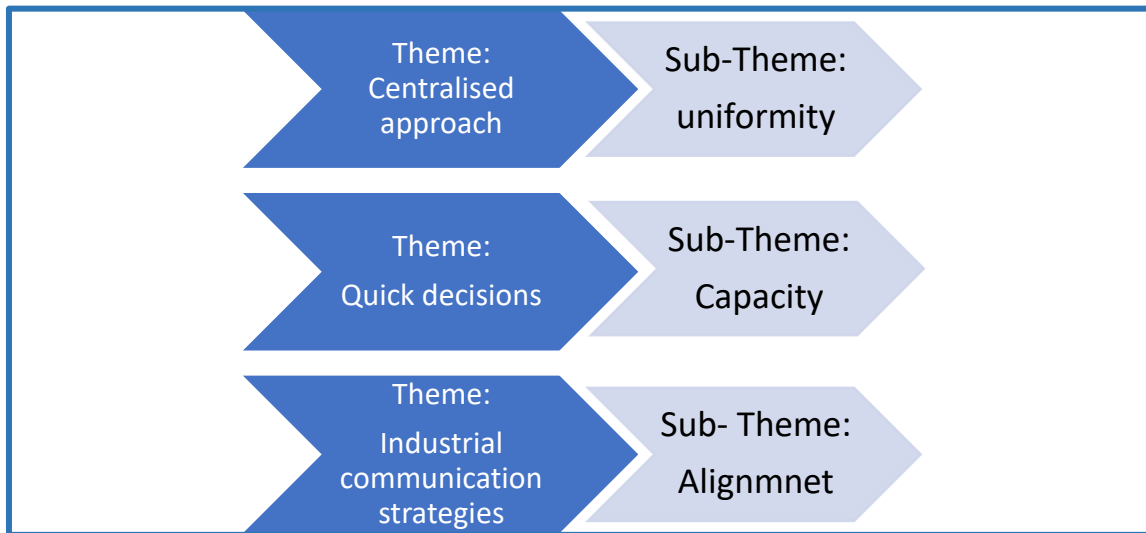 Theme:
Centralised
approach
Sub-Theme:
uniformity
Theme:
Quick decisions
Sub-Theme:
Capacity
Theme:
Industrial
communication
strategies
Sub- Theme:
Alignmnet